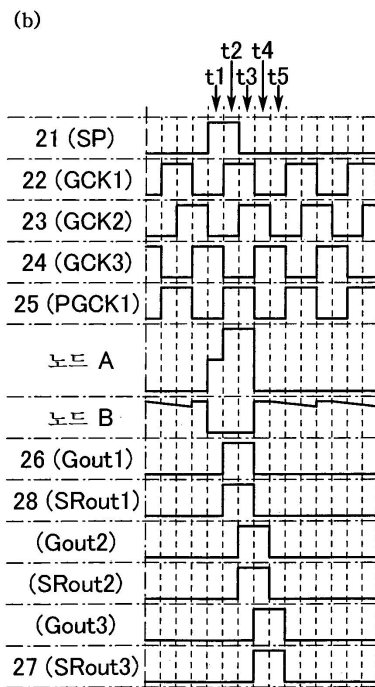 (b)
t2 t4
t1 t3 t5
21 (SP)
22 (GCK1)
23 (GCK2)
24 (GCK3)
25 (PGCK1)
노드 A
노드 B
26 (Gout1)
28 (SRout1)
(Gout2)
(SRout2)
(Gout3)
27 (SRout3)